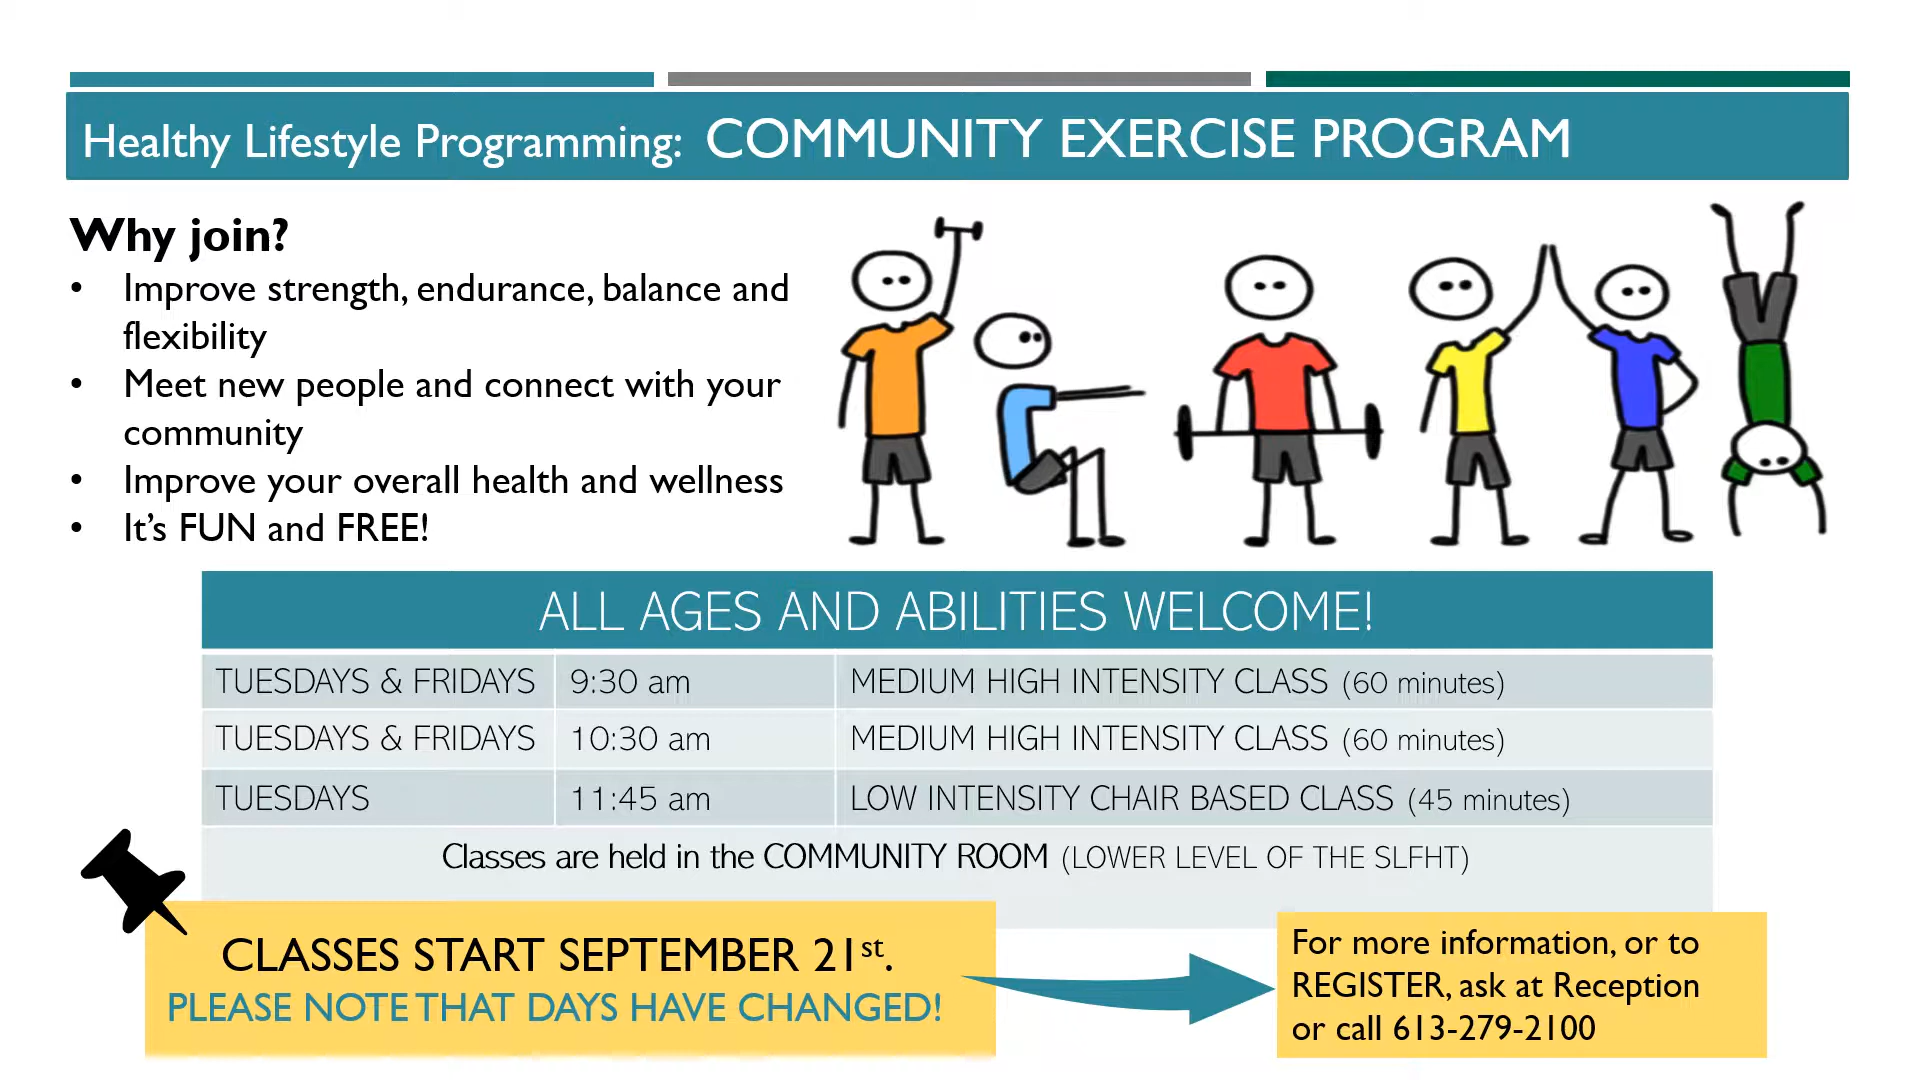 Healthy Lifestyle Programming: COMMUNITY EXERCISE PROGRAM
Why join?
• Improve strength, endurance, balance and
flexibility
• Meet new people and connect with your
community
• Improve your overall health and wellness
• It's FUN and FREE!
ALL AGES AND ABILITIES WELCOME!
TUESDAYS & FRIDAYS 9:30 am MEDIUM HIGH INTENSITY CLASS (60 minutes)
TUESDAYS & FRIDAYS 10:30 am MEDIUM HIGH INTENSITY CLASS (60 minutes)
TUESDAYS 11:45 am LOW INTENSITY CHAIR BASED CLASS (45 minutes)
Classes are held in the COMMUNITY ROOM (LOWER LEVEL OF THE SLFHT)
CLASSES START SEPTEMBER 21st.
PLEASE NOTE THAT DAYS HAVE CHANGED!
For more information, or to
REGISTER, ask at Reception
or call 613-279-2100